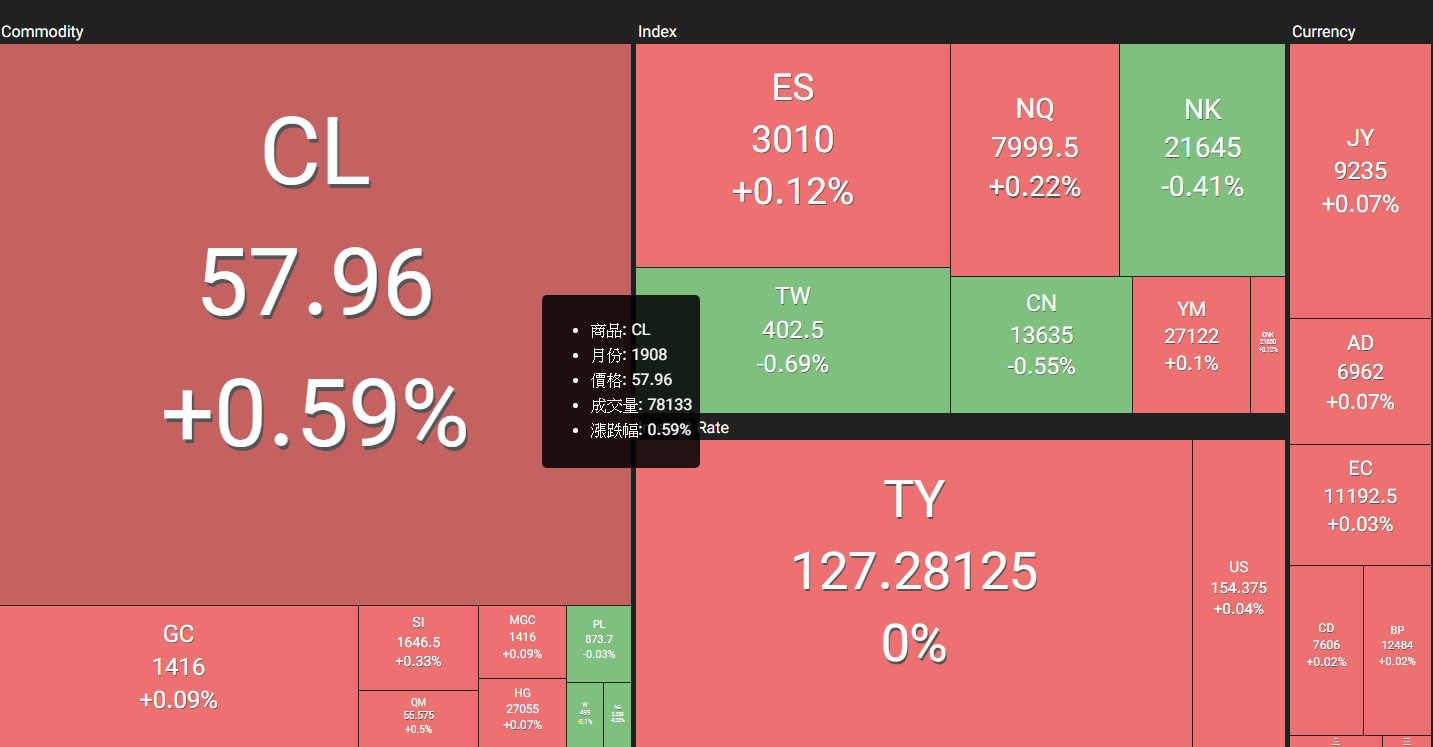 Commodity
CL
57.96
+0.59%
GC
1416
+0.09%
SI
1646.5
+0.33%
QM
55.575
+0.5%
MGC
1416
+0.09%
HG
27055
+0.07%
PL
873.7
-0.03%
W
499
-0.1%
Index
ES
3010
+0.12%
NQ
7999.5
+0.22%
NK
21645
-0.41%
TW
402.5
-0.69%
CN
13635
-0.55%
YM
27122
+0.1%
CNK
+0.12%
商品: CL
月份: 1908
價格: 57.96
成交量: 78133
漲跌幅: 0.59%
Rate
TY
127.28125
0%
US
154.375
+0.04%
Currency
JY
9235
+0.07%
AD
6962
+0.07%
EC
11192.5
+0.03%
CD
7606
+0.02%
BP
12484
+0.02%